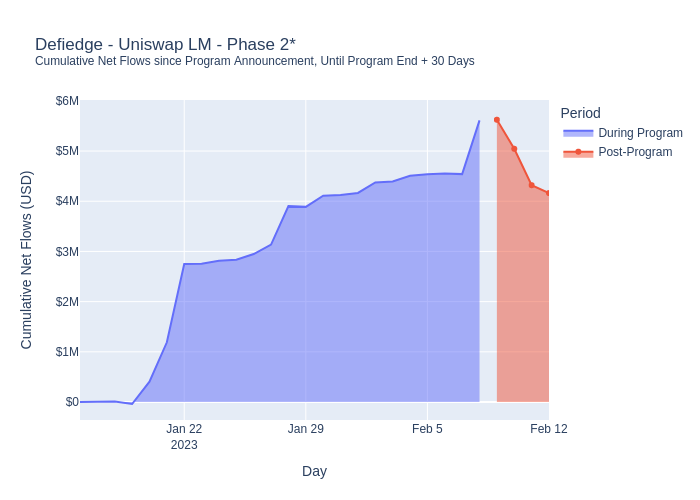 Defiedge - Uniswap LM - Phase 2*
Cumulative Net Flows since Program Announcement, Until Program End + 30 Days
$6M
$5M
$4M
$3M
$2M
$1M
$0
Cumulative Net Flows (USD)
Jan 22
2023
Jan 29
Feb 5
Feb 12
Day
Period
During Program
Post-Program